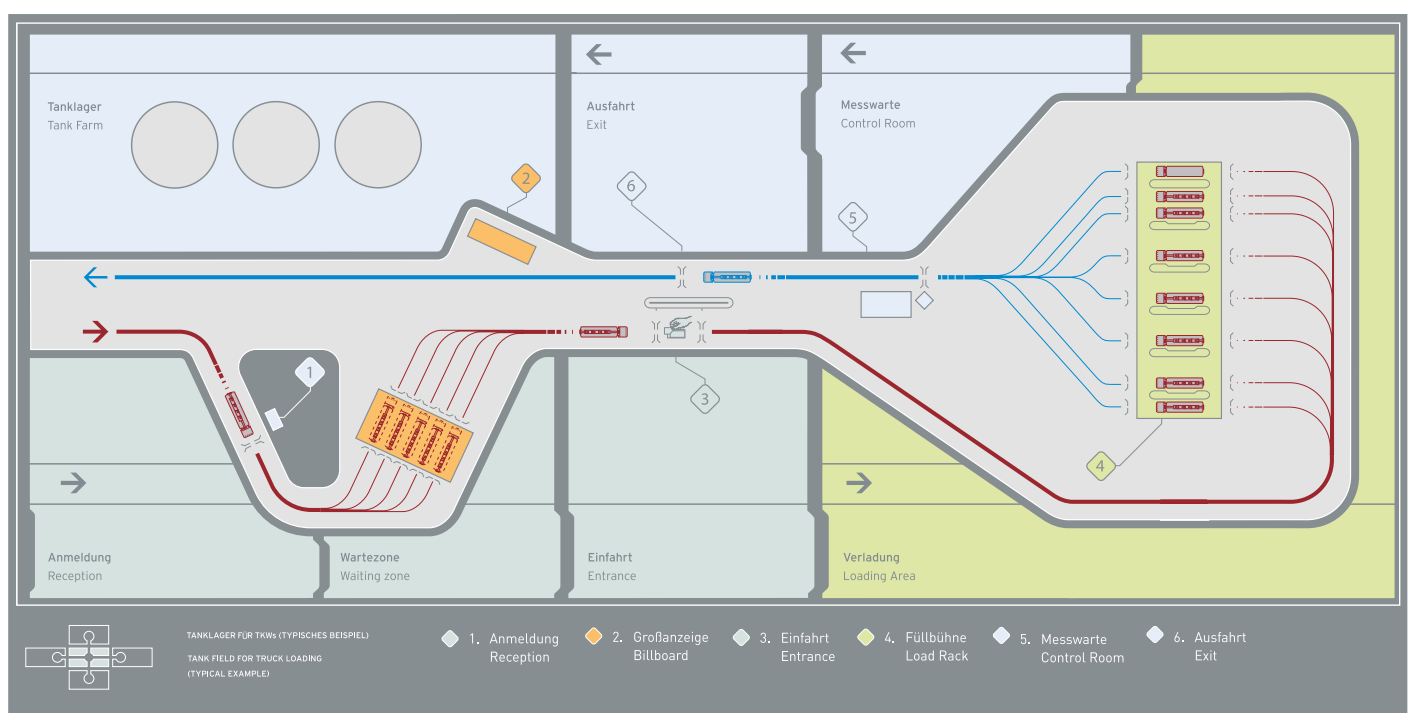 Tanklager
Tank Farm
Ausfahrt
Exit
Messwarte
Control Room
2
6
5
1
3
4
Anmeldung
Reception
Wartezone
Waiting zone
Einfahrt
Entrance
Verladung
Loading Area
TANKLAGER FÜR TKWs (TYPISCHES BEISPIEL)
TANK FIELD FOR TRUCK LOADING
(TYPICAL EXAMPLE)
1. Anmeldung
Reception
2. Großanzeige
Billboard
3. Einfahrt
Entrance
4. Füllbühne
Load Rack
5. Messwarte
Control Room
6. Ausfahrt
Exit